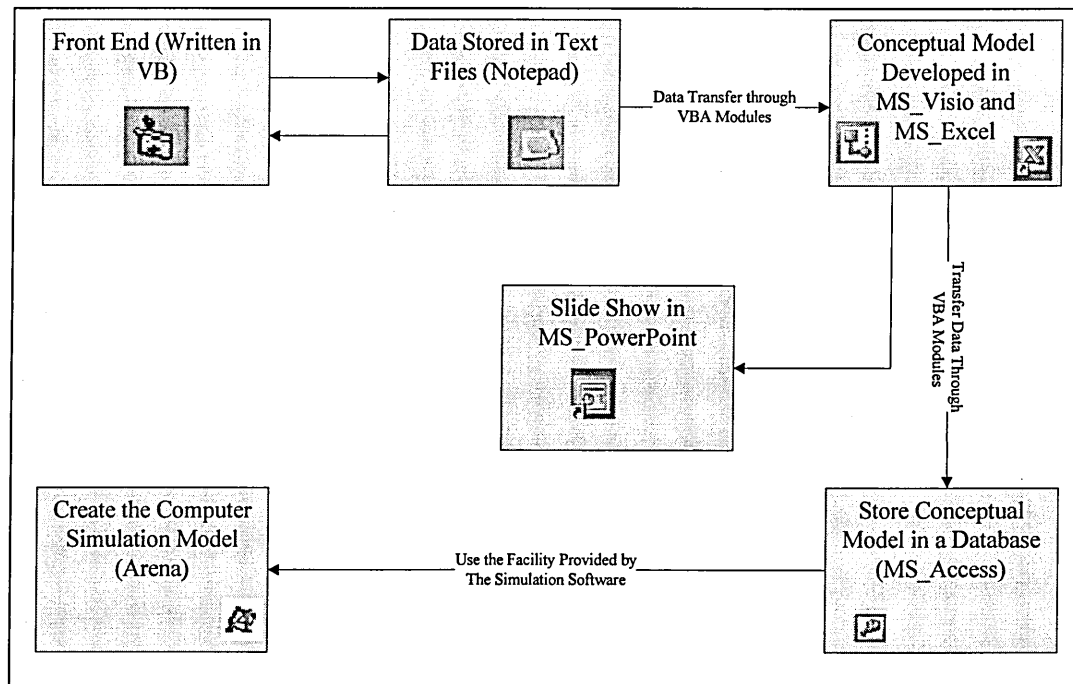 Front End (Written in
VB)
Data Stored in Text
Files (Notepad)
Data Transfer through
VBA Modules
Conceptual Model
Developed in
MS_Visio and
MS_Excel
Transfer Data Through
VBA Modules
Slide Show in
MS_PowerPoint
Store Conceptual
Model in a Database
(MS_Access)
Use the Facility Provided by
The Simulation Software
Create the Computer
Simulation Model
(Arena)